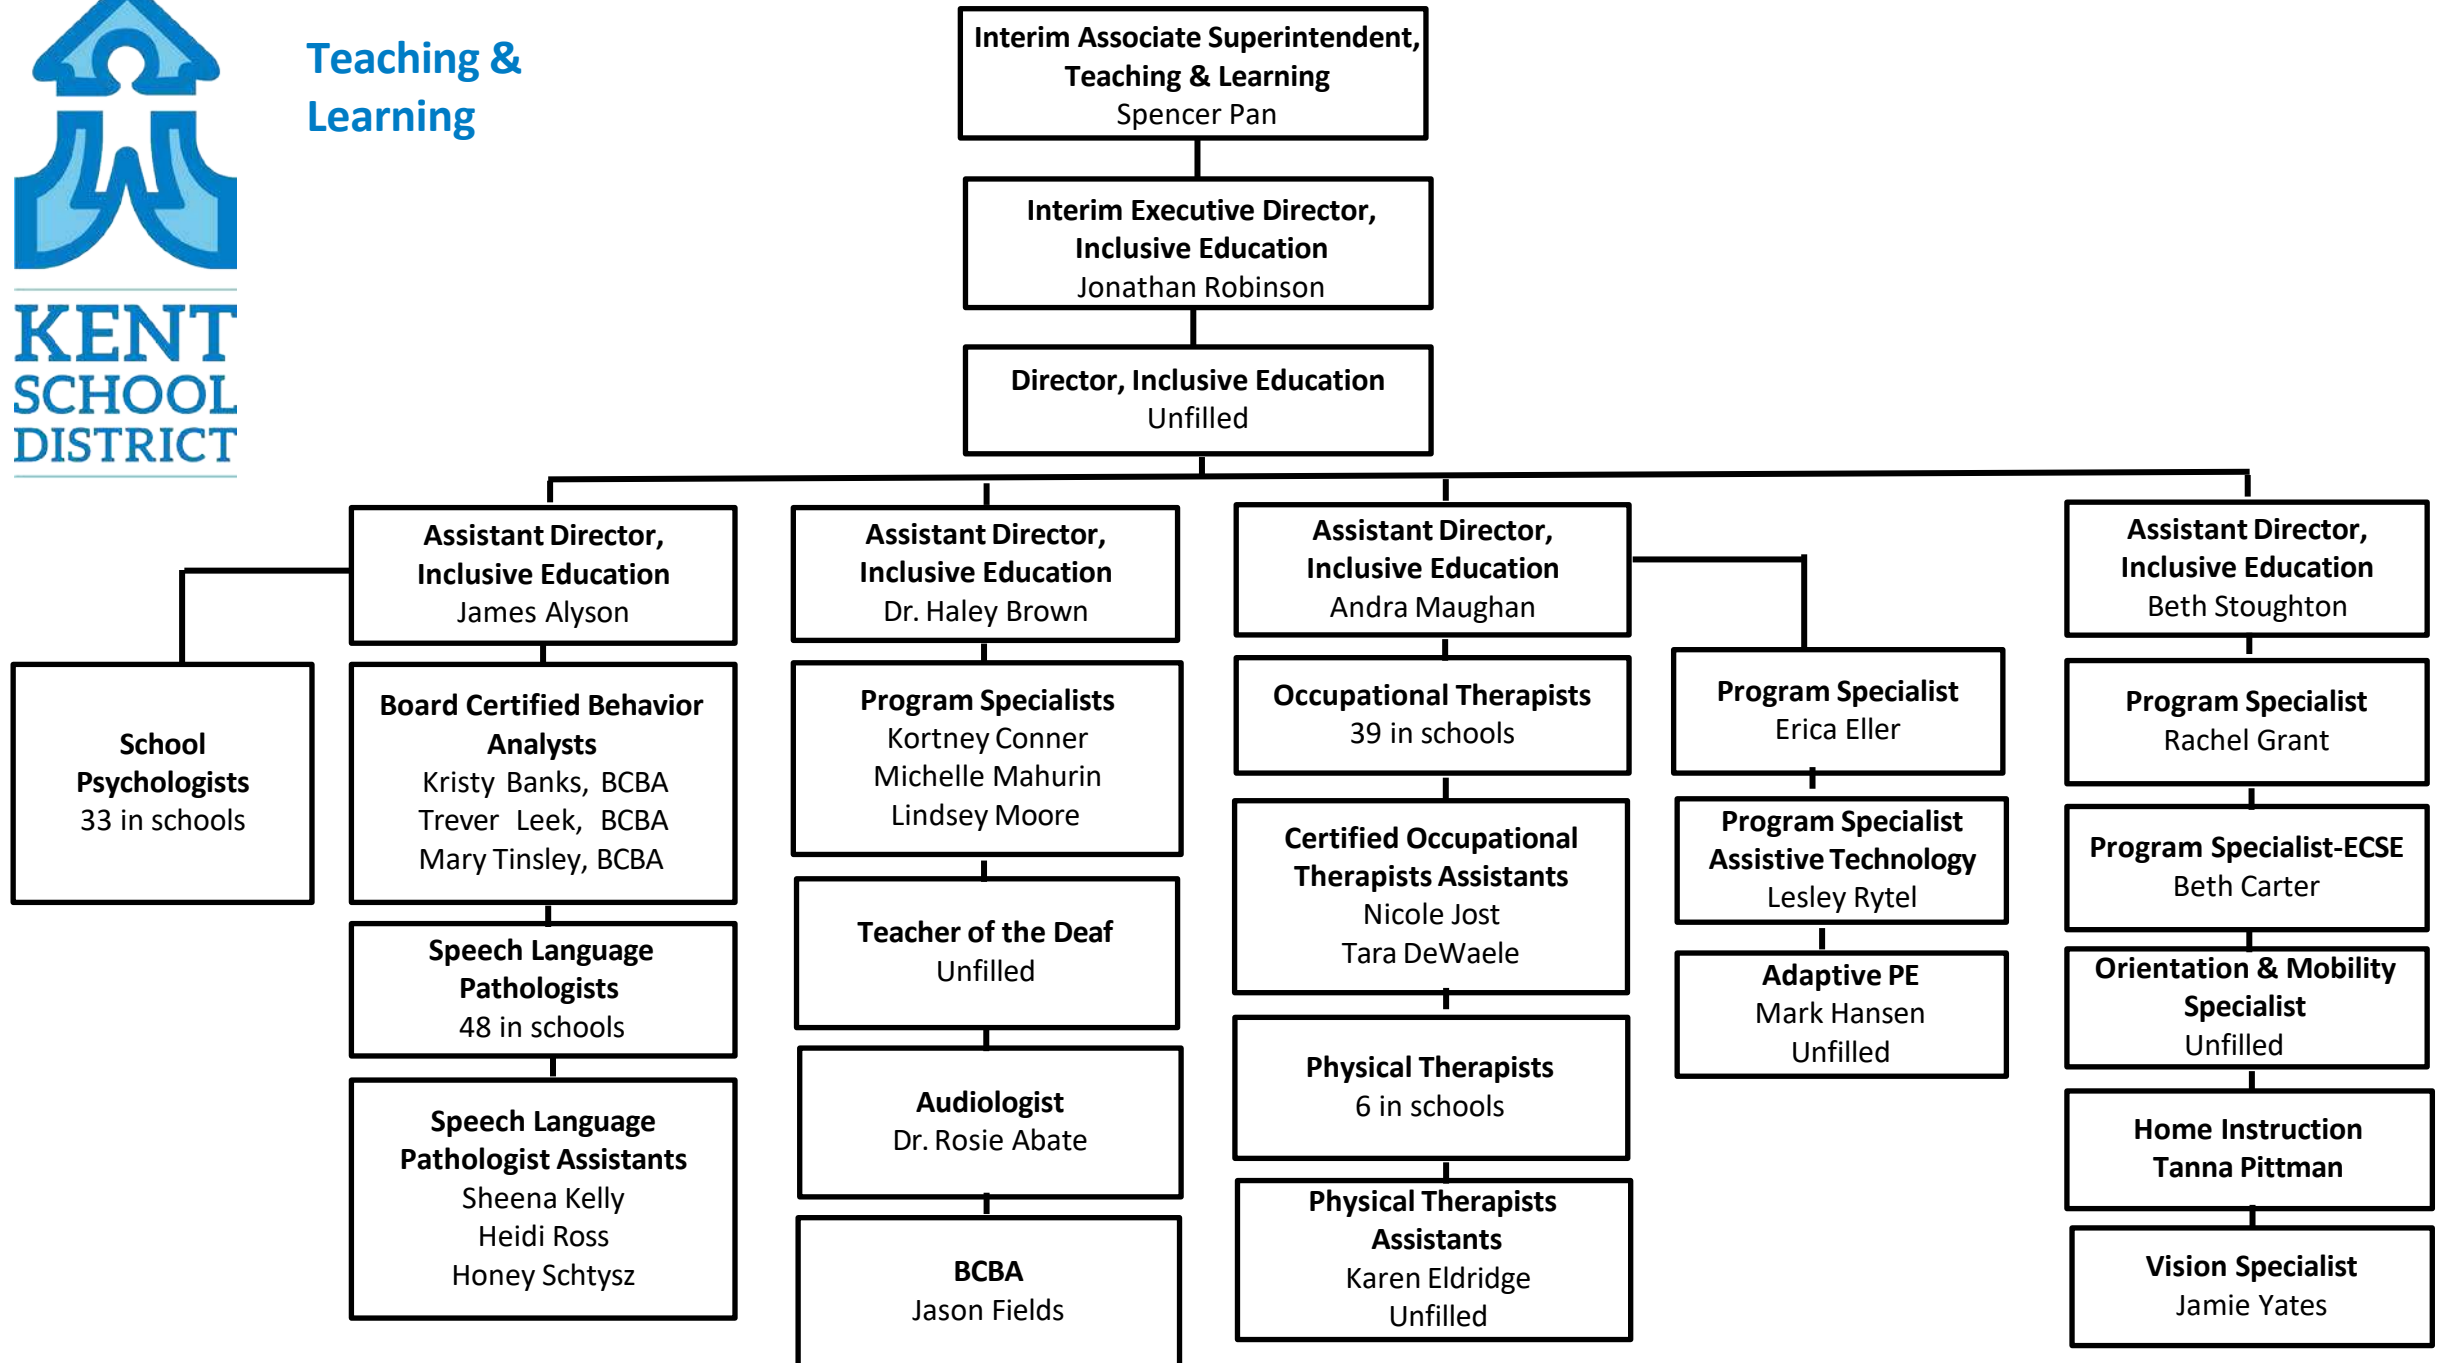 Teaching &
Learning
KENT
SCHOOL
DISTRICT
Interim Associate Superintendent,
Teaching & Learning
Spencer Pan
Interim Executive Director,
Inclusive Education
Jonathan Robinson
Director, Inclusive Education
Unfilled
Assistant Director,
Inclusive Education
James Alyson
School
Psychologists
33 in schools
Board Certified Behavior
Analysts
Kristy Banks, BCBA
Trever Leek, BCBA
Mary Tinsley, BCBA
Speech Language
Pathologists
48 in schools
Speech Language
Pathologist Assistants
Sheena Kelly
Heidi Ross
Honey Schtysz
Assistant Director,
Inclusive Education
Dr. Haley Brown
Program Specialists
Kortney Conner
Michelle Mahurin
Lindsey Moore
Teacher of the Deaf
Unfilled
Audiologist
Dr. Rosie Abate
BCBA
Jason Fields
Assistant Director,
Inclusive Education
Andra Maughan
Occupational Therapists
39 in schools
Certified Occupational
Therapists Assistants
Nicole Jost
Tara DeWaele
Physical Therapists
6 in schools
Physical Therapists
Assistants
Karen Eldridge
Unfilled
Program Specialist
Erica Eller
Program Specialist
Assistive Technology
Lesley Rytel
Adaptive PE
Mark Hansen
Unfilled
Assistant Director,
Inclusive Education
Beth Stoughton
Program Specialist
Rachel Grant
Program Specialist-ECSE
Beth Carter
Orientation & Mobility
Specialist
Unfilled
Home Instruction
Tanna Pittman
Vision Specialist
Jamie Yates